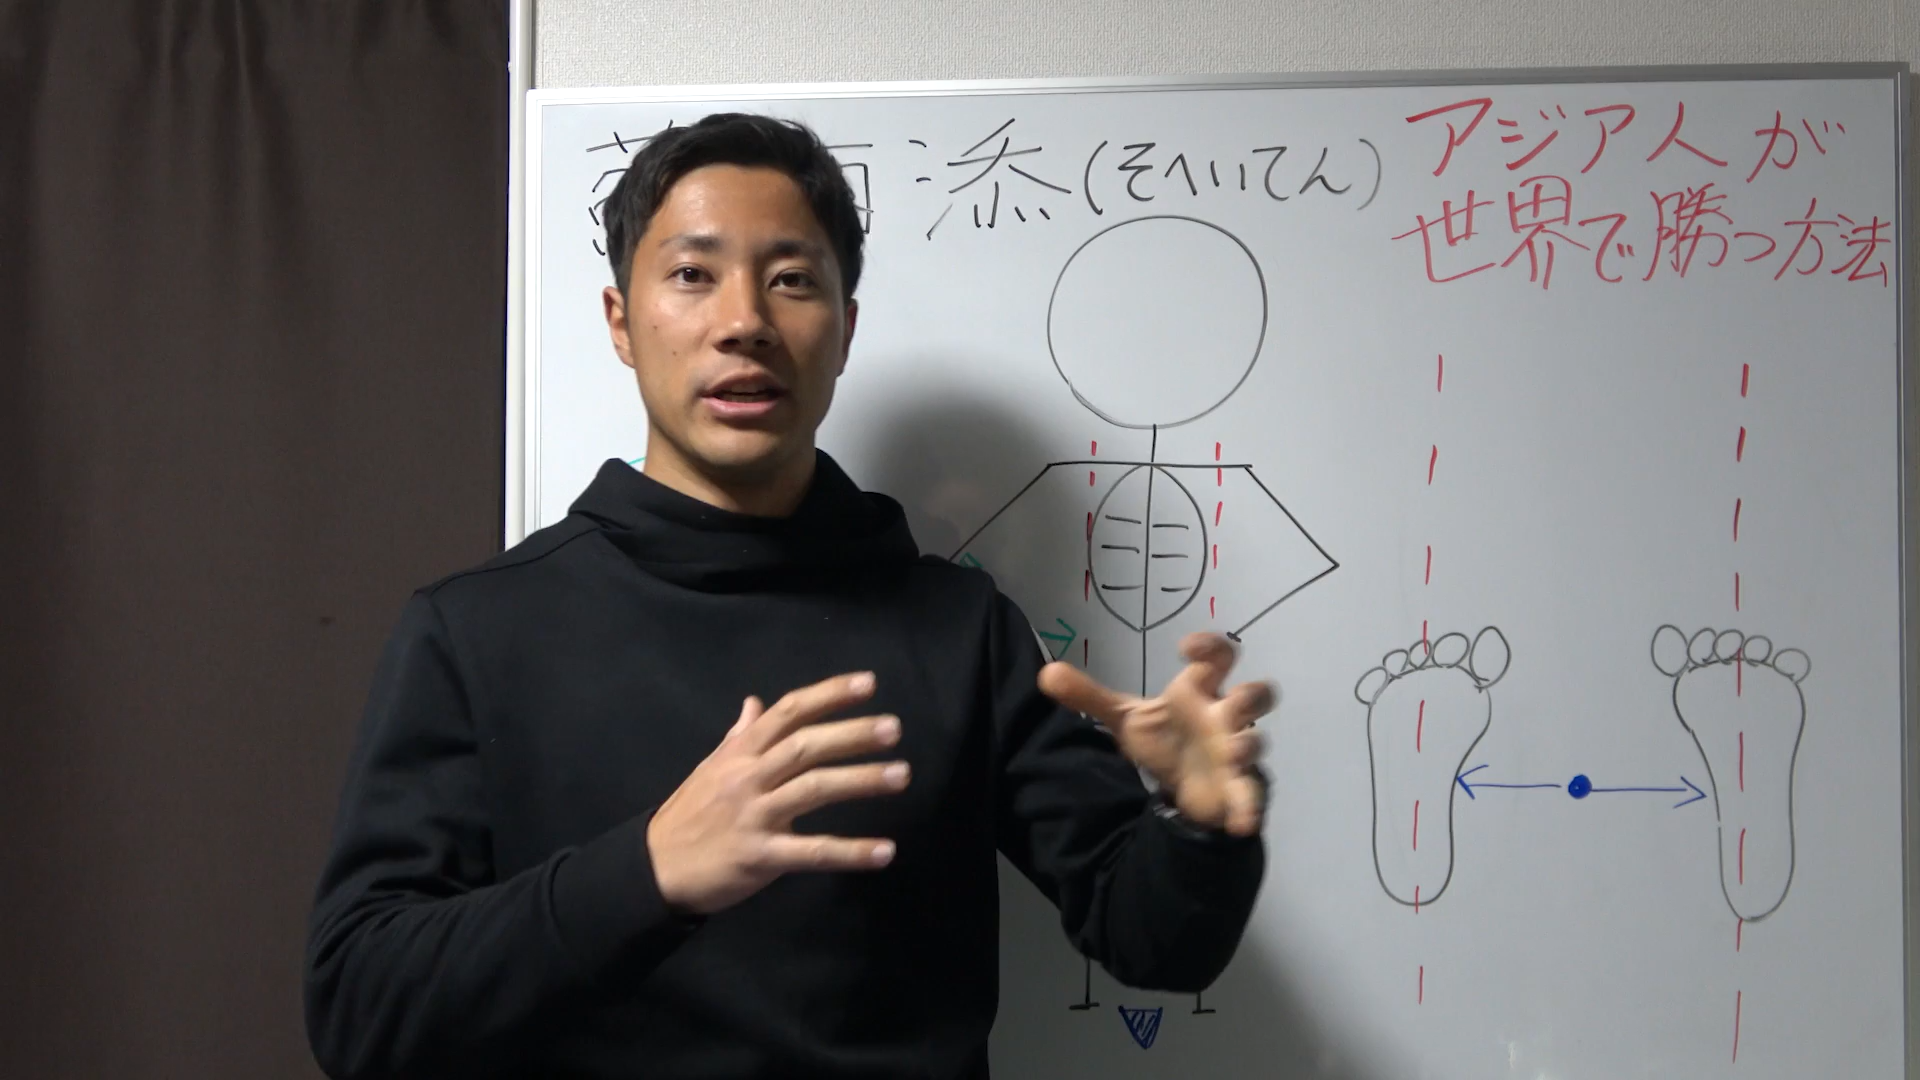 添(そへいてん)
アジア人が
世界で勝つ方法